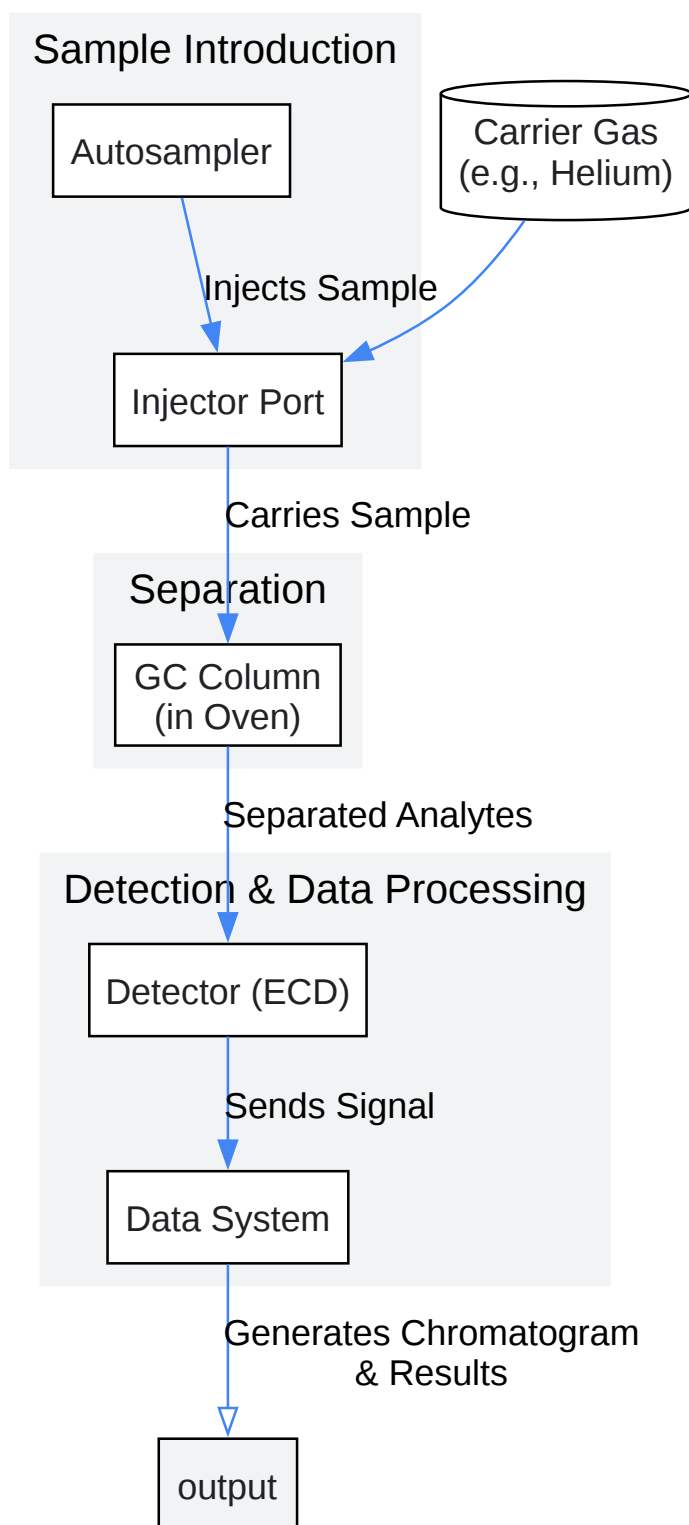 Sample Introduction
Autosampler
Carrier Gas
(e.g., Helium)
Injects Sample
Injector Port
Carries Sample
Separation
GC Column
(in Oven)
Separated Analytes
Detection & Data Processing
Detector (ECD)
Sends Signal
Data System
Generates Chromatogram
& Results
output